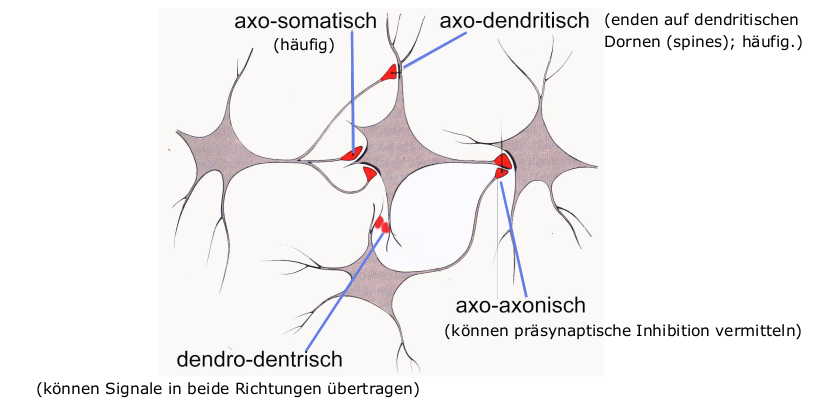 axo-somatisch
(häufig)
axo-dendritisch
(enden auf dendritischen
Dornen (spines); häufig.)
axo-axonisch
(können präsynaptische Inhibition vermitteln)
dendro-dentrisch
(können Signale in beide Richtungen übertragen)